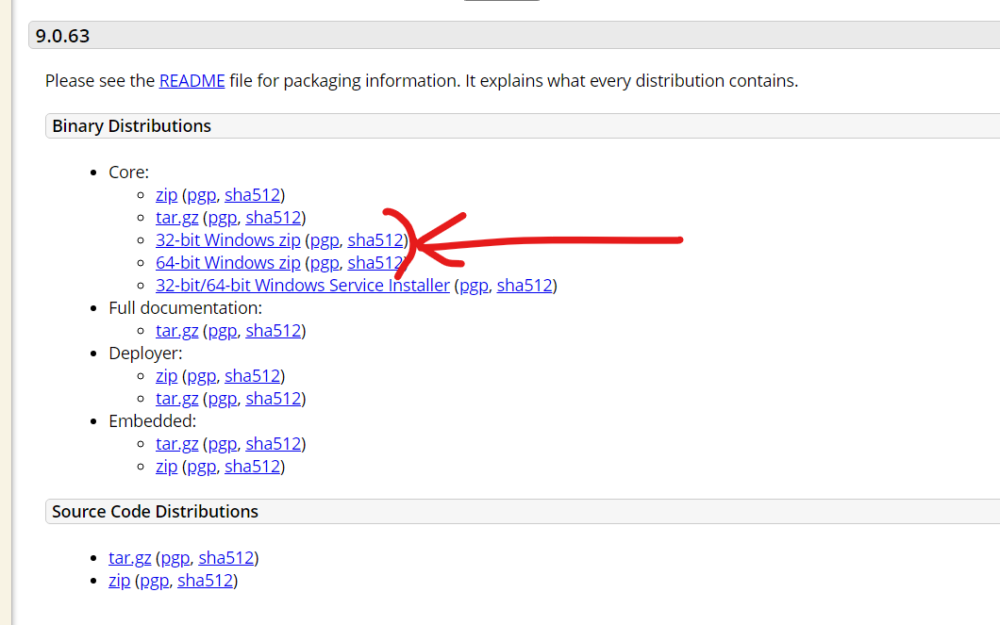 9.0.63
Please see the README file for packaging information. It explains what every distribution contains.
Binary Distributions
Core:
zip (pgp, sha512)
tar.gz (pgp, sha512)
32-bit Windows zip (pgp, sha512)
64-bit Windows zip (pgp, sha512)
32-bit/64-bit Windows Service Installer (pgp, sha512)
Full documentation:
tar.gz (pgp, sha512)
Deployer:
zip (pgp, sha512)
tar.gz (pgp, sha512)
Embedded:
tar.gz (pgp, sha512)
zip (pgp, sha512)
Source Code Distributions
tar.gz (pgp, sha512)
zip (pgp, sha512)